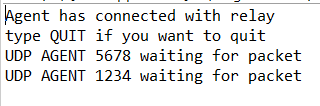 Agent has connected with relay
type QUIT if you want to quit
UDP AGENT 5678 waiting for packet
UDP AGENT 1234 waiting for packet